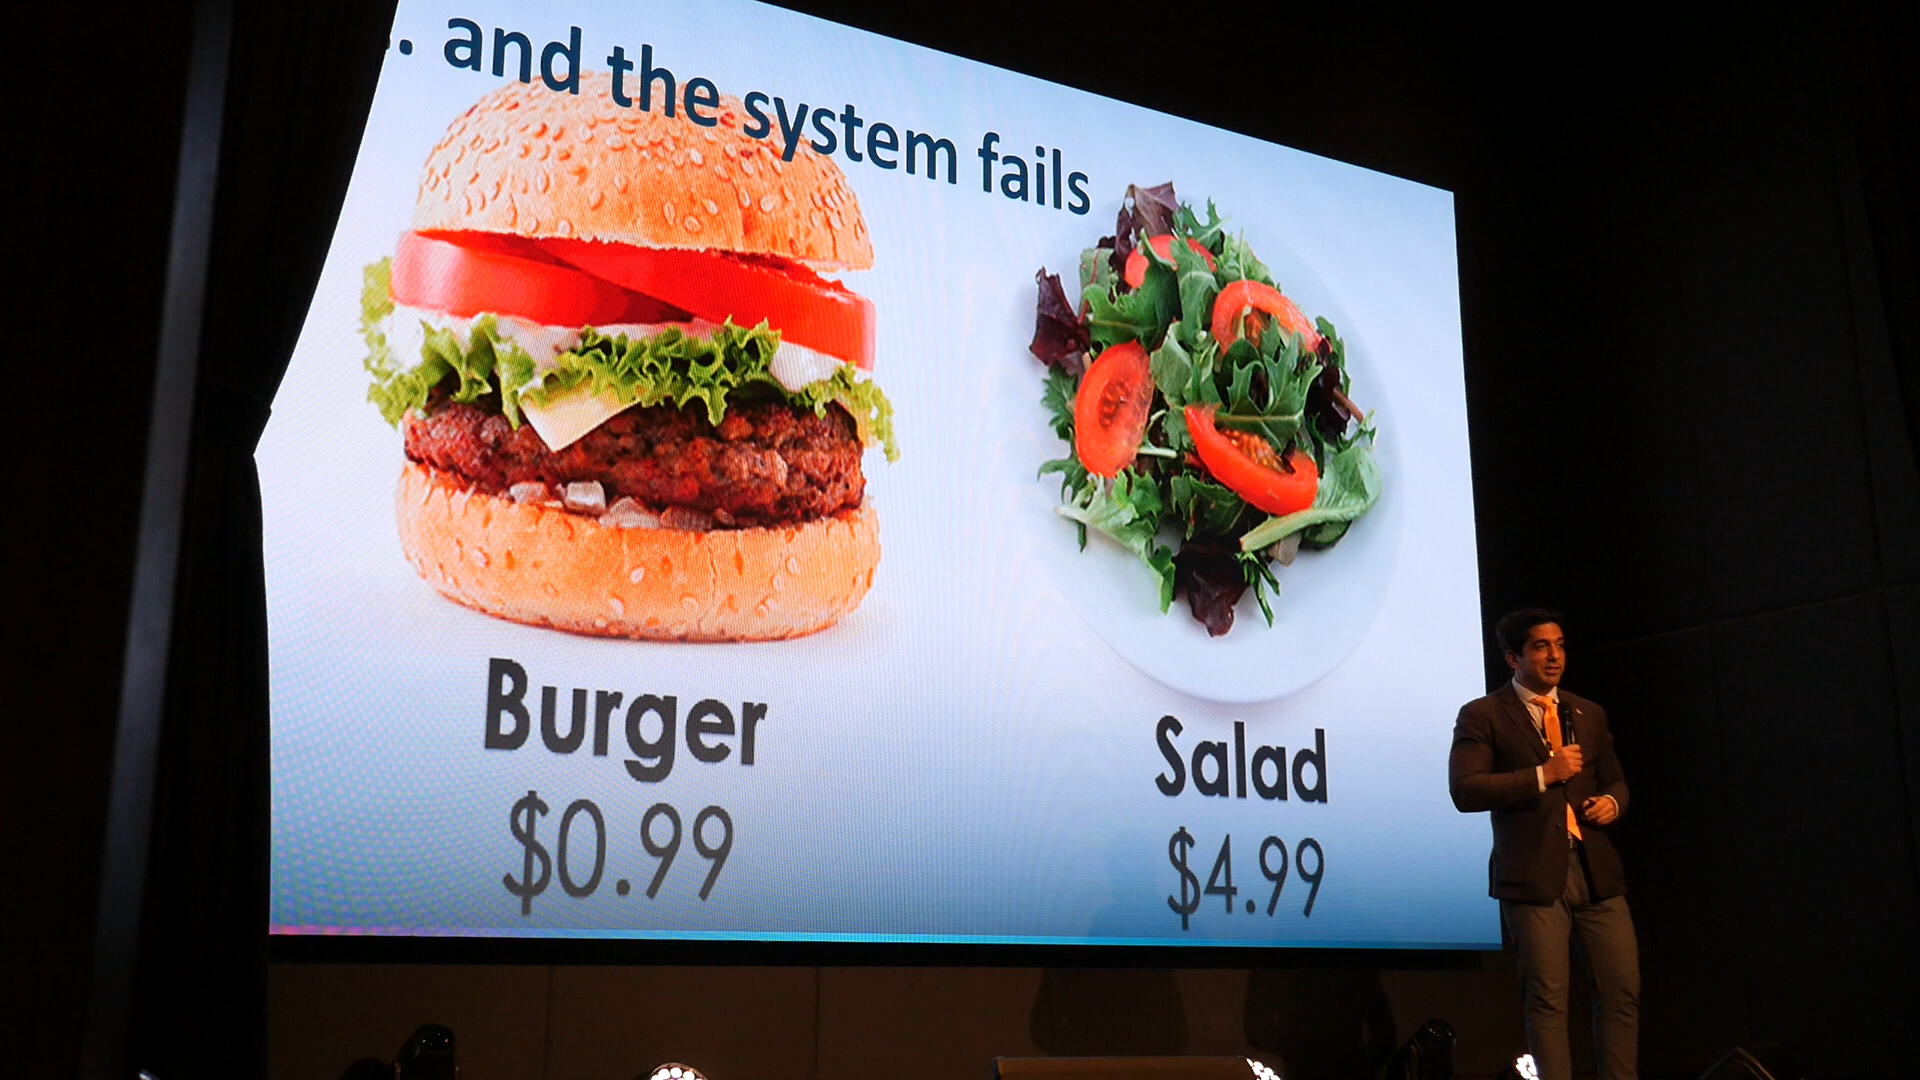 .. and the system fails
Burger
$0.99
Salad
$4.99